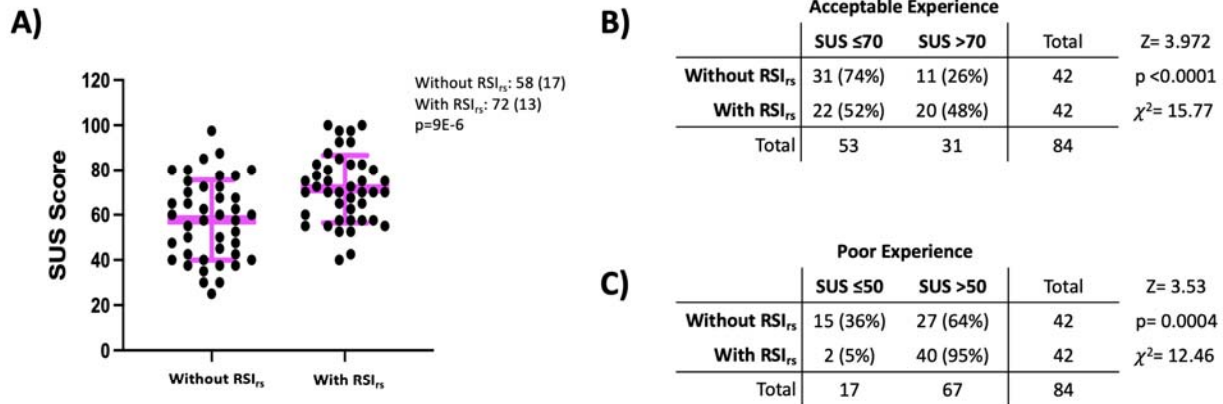 A)
120
100
80
60
40
20
0
SUS Score
Without RSIrs
With RSIrs
Without RSIrs: 58 (17)
With RSIrs: 72 (13)
p=9E-6
B)
Acceptable Experience
SUS ≤70 SUS >70 Total Z= 3.972
Without RSIrs 31 (74%) 11 (26%) 42 p <0.0001
With RSIrs 22 (52%) 20 (48%) 42 χ²= 15.77
Total 53 31 84
C)
Poor Experience
SUS ≤50 SUS >50 Total Z= 3.53
Without RSIrs 15 (36%) 27 (64%) 42 p= 0.0004
With RSIrs 2 (5%) 40 (95%) 42 χ²= 12.46
Total 17 67 84